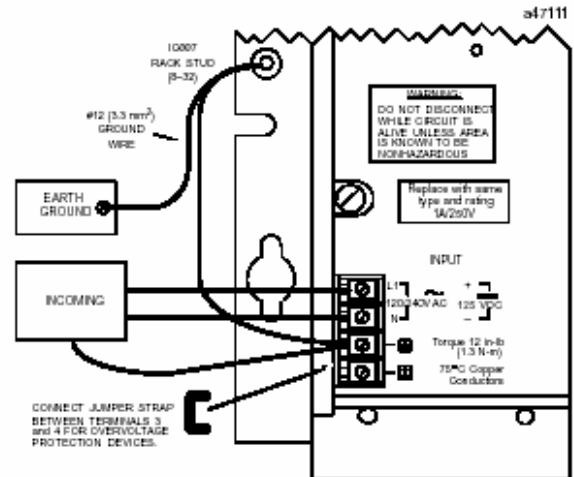 a47111
IC697
RACK STUD
(8-32)
#12 (3.3 mm²)
GROUND
WIRE
WARNING:
DO NOT DISCONNECT
WHILE CIRCUIT IS
ALIVE UNLESS AREA
IS KNOWN TO BE
NONHAZARDOUS
EARTH
GROUND
Replace with same
type and rating
1A/250V
INPUT
INCOMING
L1
+
120/240V AC
125 VDC
N
–
Torque 12 in-lb
(1.3 N-m)
75°C Copper
Conductors
CONNECT JUMPER STRAP
BETWEEN TERMINALS 3
and 4 FOR OVERVOLTAGE
PROTECTION DEVICES.